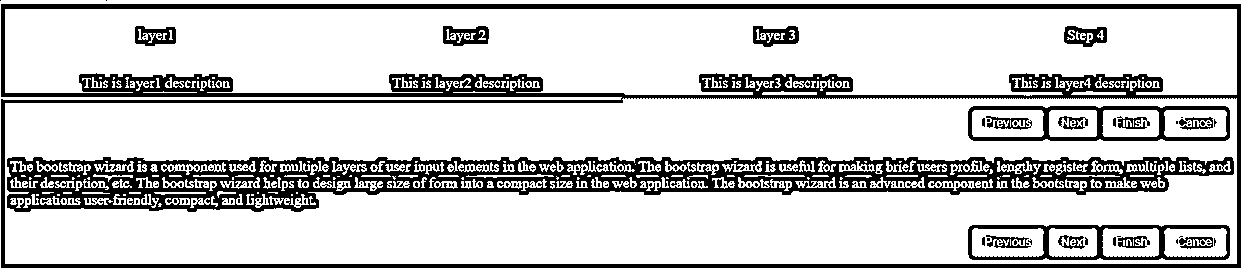 layer1 layer 2 layer 3 Step 4
This is layer1 description This is layer2 description This is layer3 description This is layer4 description
Previous Next Finish Cancel
The bootstrap wizard is a component used for multiple layers of user input elements in the web application. The bootstrap wizard is useful for making brief users profile, lengthy register form, multiple lists, and
their description, etc. The bootstrap wizard helps to design large size of form into a compact size in the web application. The bootstrap wizard is an advanced component in the bootstrap to make web
applications user-friendly, compact, and lightweight.
Previous Next Finish Cancel